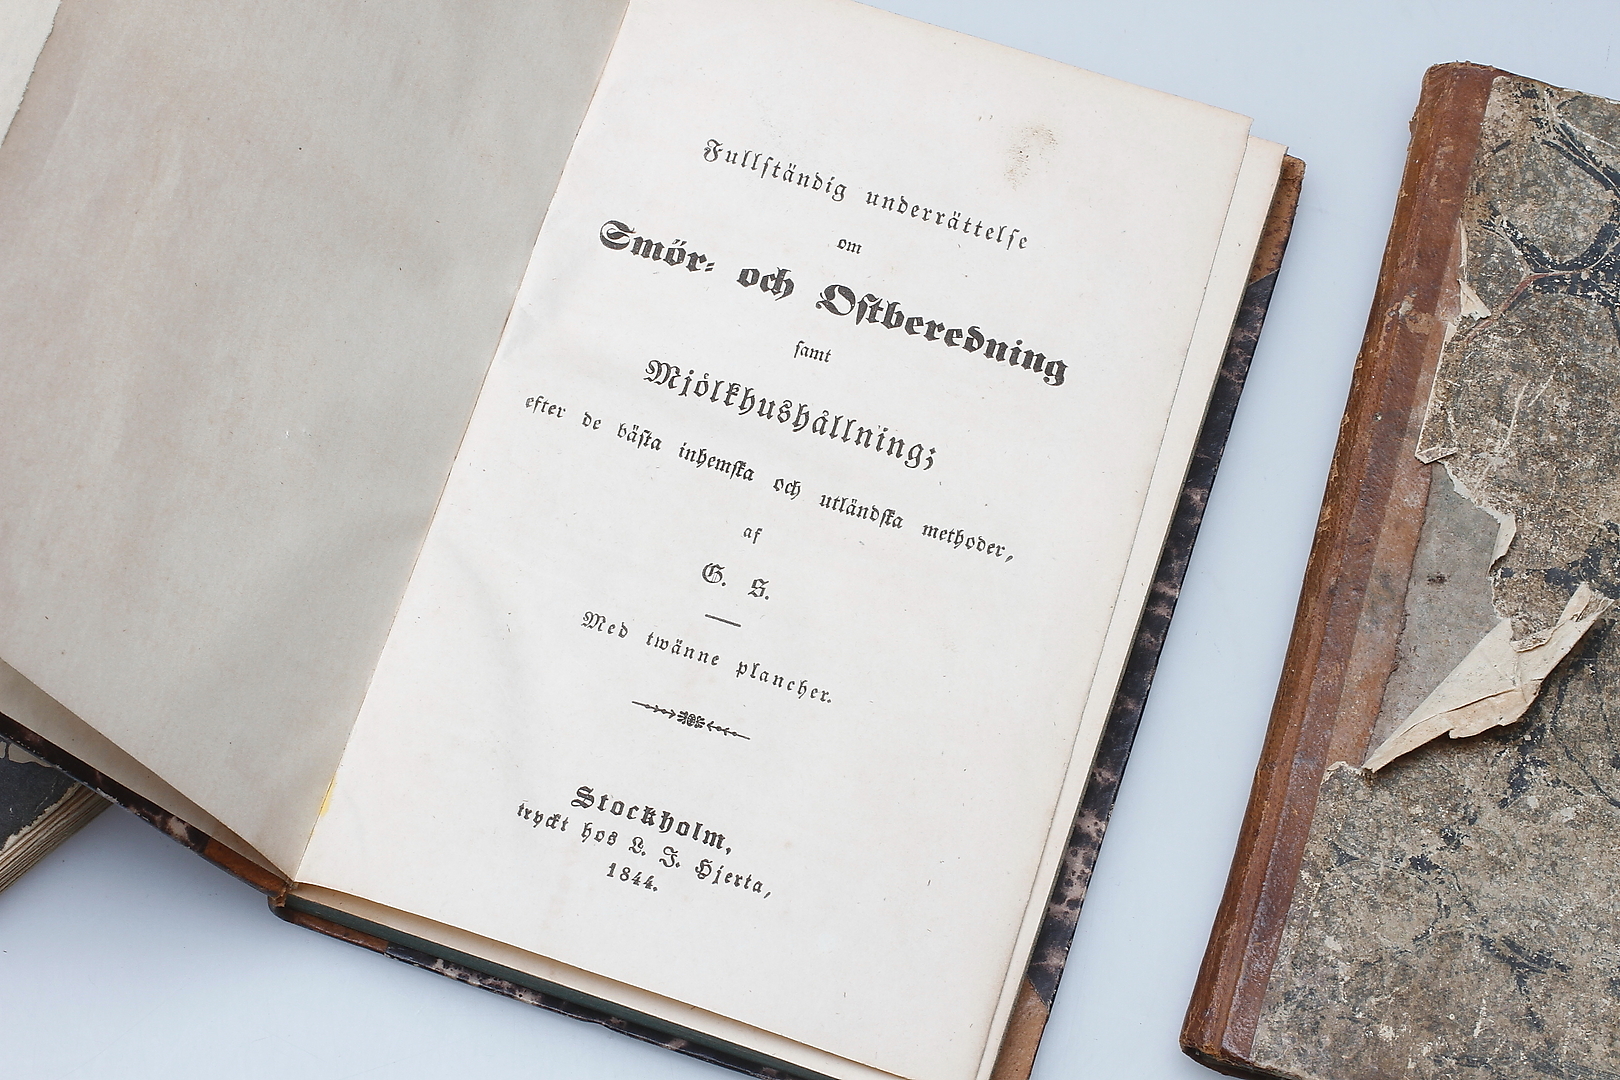 Fullständig underrättelse
om
Smör- och Ostberedning
samt
Mjölkhushållning;
efter de bästa inhemska och utländska methoder,
af
G. S.
Med twänne plancher.
Stockholm,
tryckt hos L. J. Hjerta,
1844.